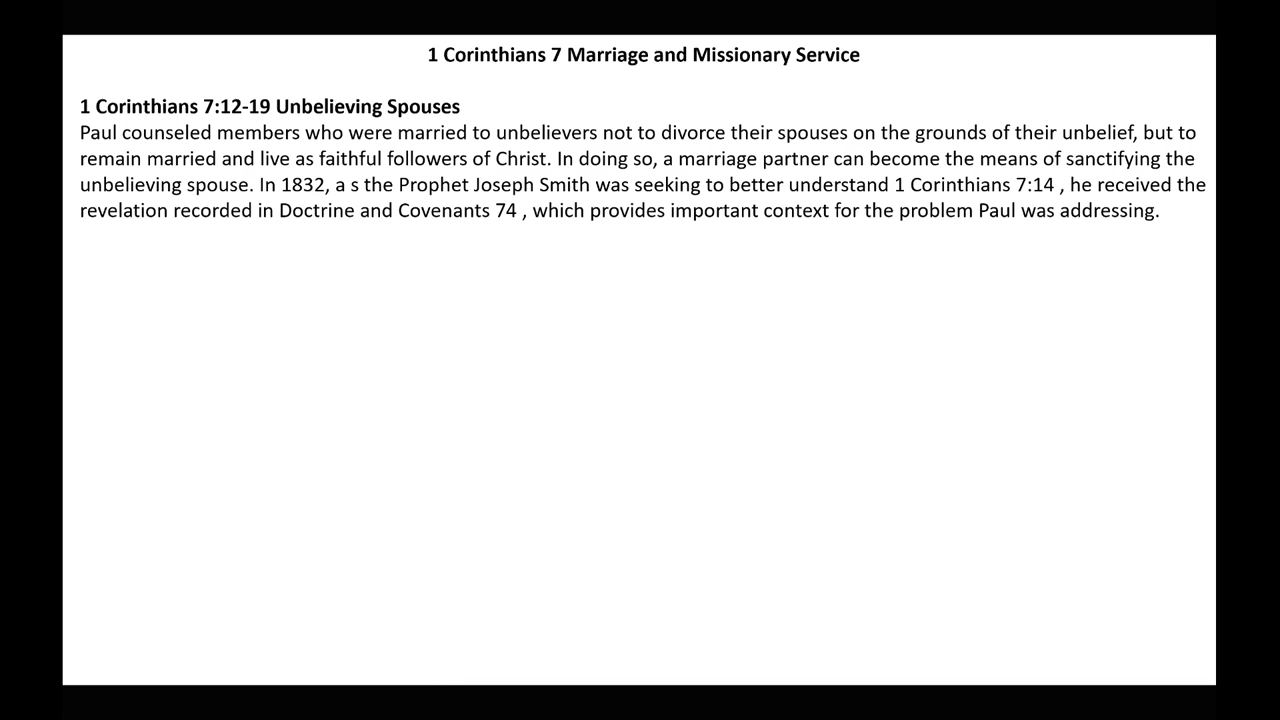 1 Corinthians 7 Marriage and Missionary Service
1 Corinthians 7:12-19 Unbelieving Spouses
Paul counseled members who were married to unbelievers not to divorce their spouses on the grounds of their unbelief, but to
remain married and live as faithful followers of Christ. In doing so, a marriage partner can become the means of sanctifying the
unbelieving spouse. In 1832, a s the Prophet Joseph Smith was seeking to better understand 1 Corinthians 7:14 , he received the
revelation recorded in Doctrine and Covenants 74 , which provides important context for the problem Paul was addressing.